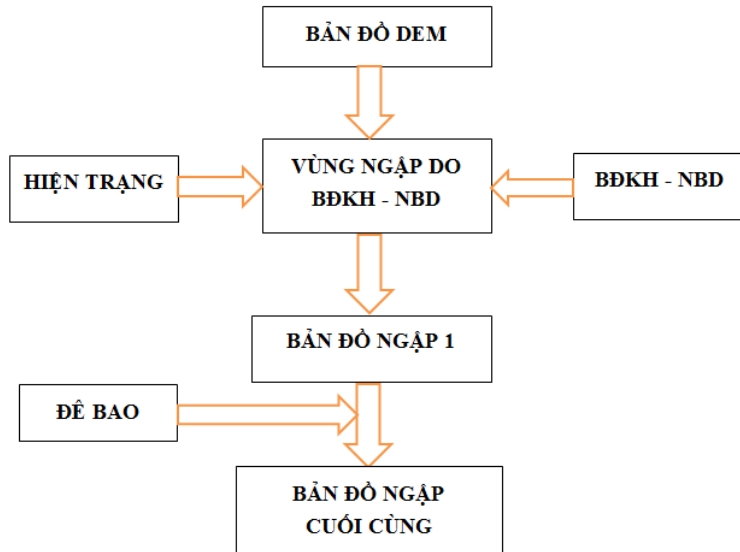 BẢN ĐỒ DEM
HIỆN TRẠNG
VÙNG NGẬP DO
BĐKH - NBD
BĐKH - NBD
BẢN ĐỒ NGẬP 1
ĐÊ BAO
BẢN ĐỒ NGẬP
CUỐI CÙNG